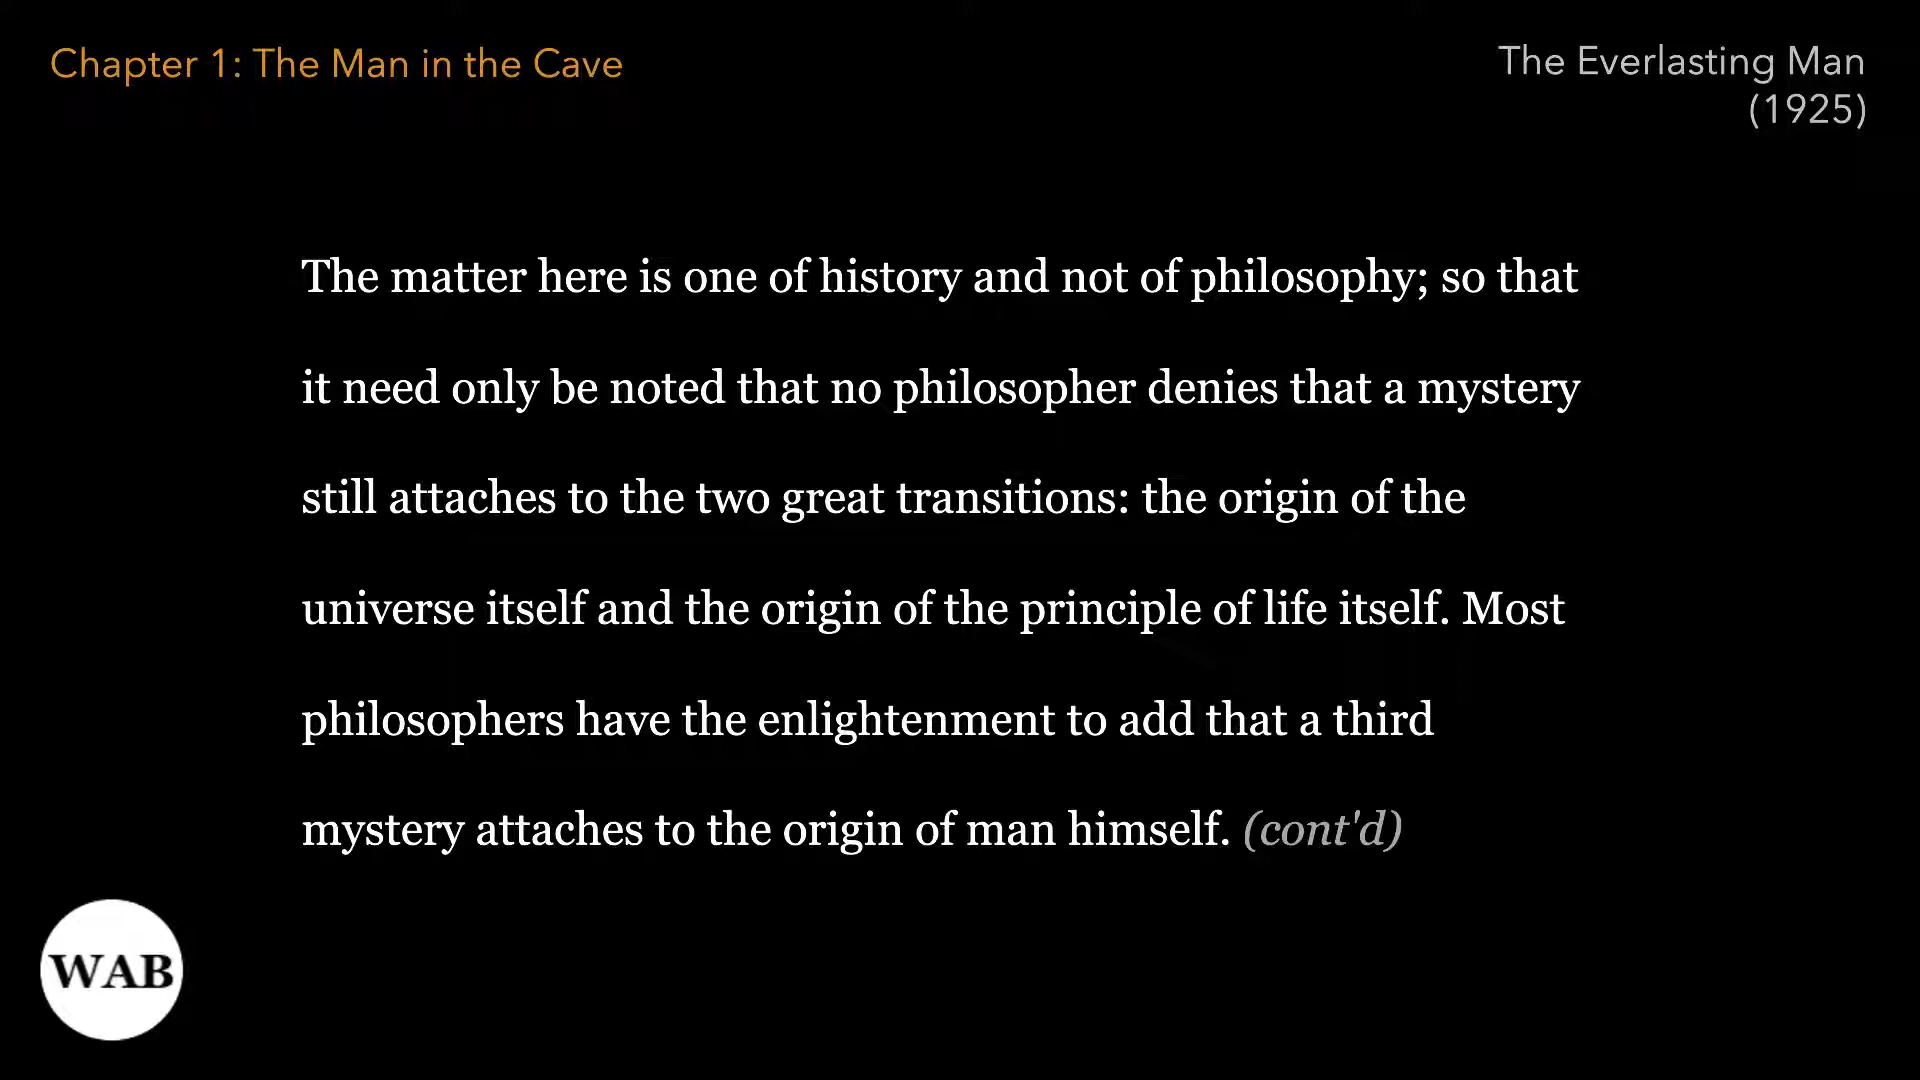 Chapter 1: The Man in the Cave
The Everlasting Man
(1925)
The matter here is one of history and not of philosophy; so that
it need only be noted that no philosopher denies that a mystery
still attaches to the two great transitions: the origin of the
universe itself and the origin of the principle of life itself. Most
philosophers have the enlightenment to add that a third
mystery attaches to the origin of man himself. (cont'd)
WAB